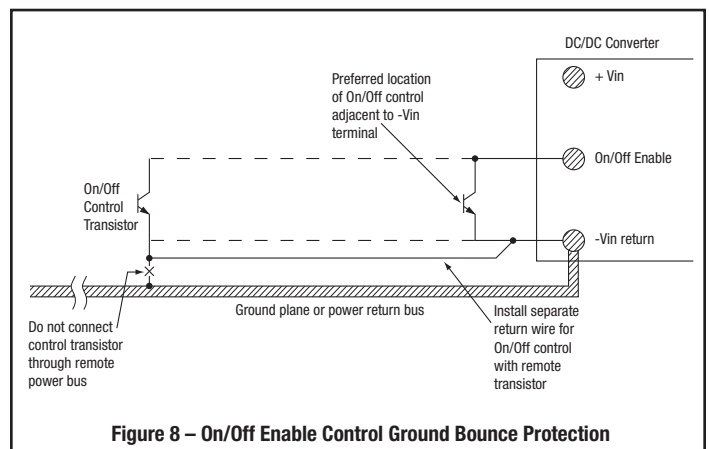 DC/DC Converter
+ Vin
Preferred location
of On/Off control
adjacent to -Vin
terminal
On/Off Enable
On/Off
Control
Transistor
-Vin return
Ground plane or power return bus
Do not connect
control transistor
through remote
power bus
Install separate
return wire for
On/Off control
with remote
transistor
Figure 8 – On/Off Enable Control Ground Bounce Protection